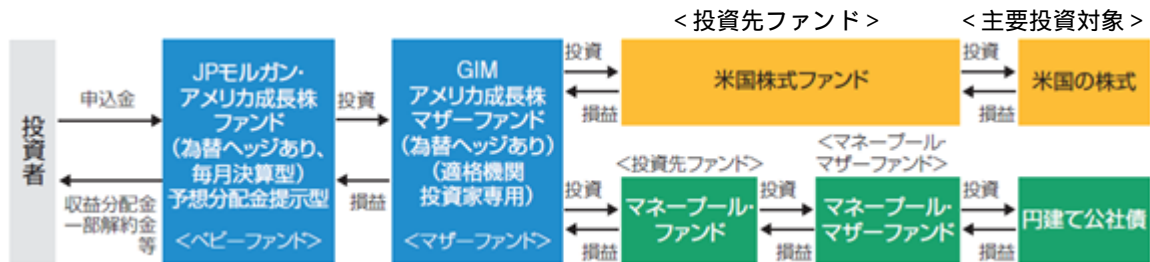 <投資先ファンド>
<主要投資対象>
投資者
申込金
収益分配金
一部解約金
等
JPモルガン・
アメリカ成長株
ファンド
(為替ヘッジあり、
毎月決算型)
予想分配金提示型
<ベビーファンド>
投資
損益
GIM
アメリカ成長株
マザーファンド
(為替ヘッジあり)
(適格機関
投資家専用)
<マザーファンド>
投資
損益
米国株式ファンド
投資
損益
米国の株式
<投資先ファンド>
<マネープール・
マザーファンド>
投資
損益
マネープール・
ファンド
投資
損益
マネープール・
マザーファンド
投資
損益
円建て公社債